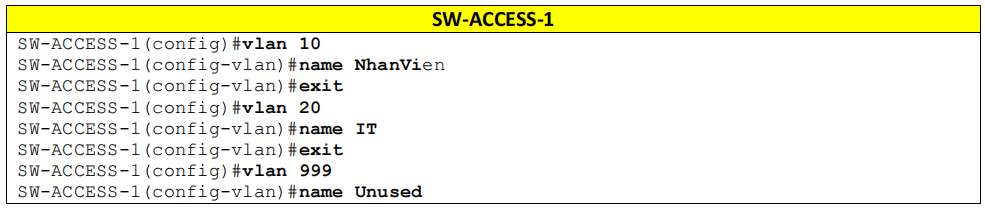 SW-ACCESS-1
SW-ACCESS-1(config)#vlan 10
SW-ACCESS-1(config-vlan)#name NhanVien
SW-ACCESS-1(config-vlan)#exit
SW-ACCESS-1(config)#vlan 20
SW-ACCESS-1(config-vlan)#name IT
SW-ACCESS-1(config-vlan)#exit
SW-ACCESS-1(config)#vlan 999
SW-ACCESS-1(config-vlan)#name Unused